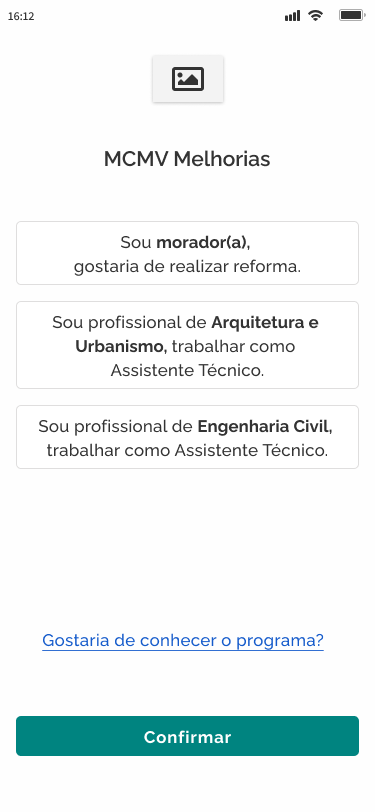 16:12
MCMV Melhorias
Sou morador(a),
gostaria de realizar reforma.
Sou profissional de Arquitetura e
Urbanismo, trabalhar como
Assistente Técnico.
Sou profissional de Engenharia Civil,
trabalhar como Assistente Técnico.
Gostaria de conhecer o programa?
Confirmar